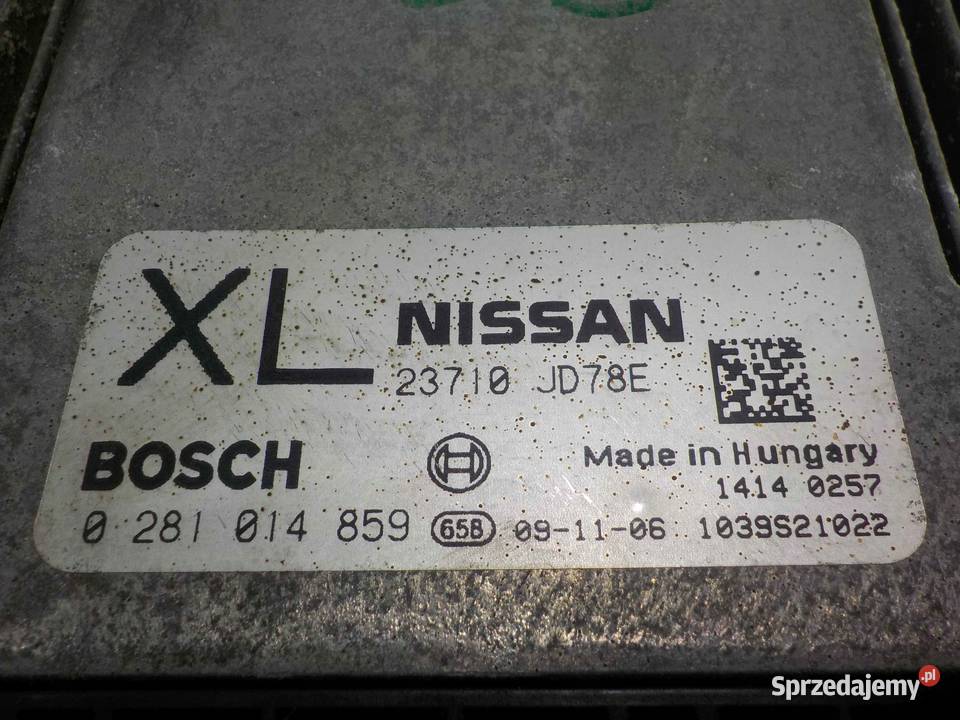 XL NISSAN
23710 JD78E
BOSCH Made in Hungary
1414 0257
0 281 014 859 65B 09-11-06 1039S21022
Sprzedajemy.pl